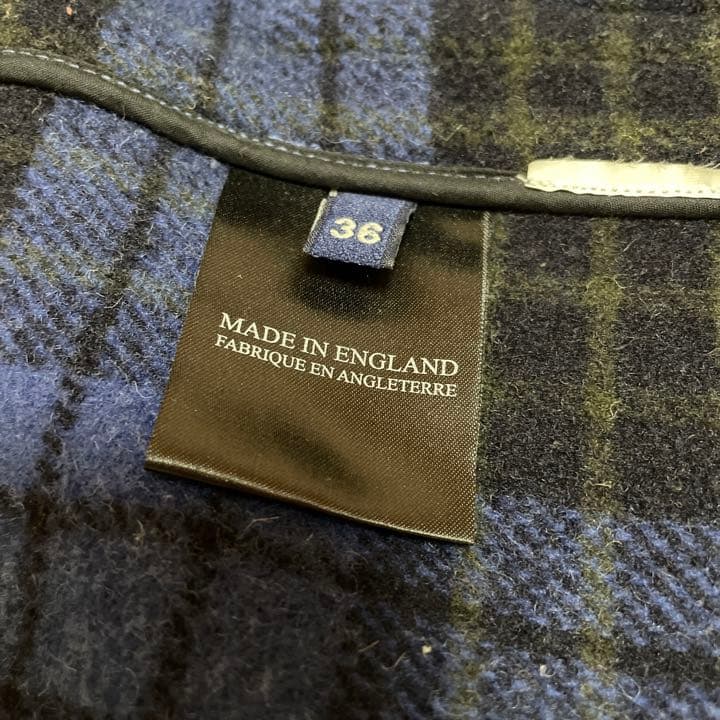 36
MADE IN ENGLAND
FABRIQUE EN ANGLETERRE